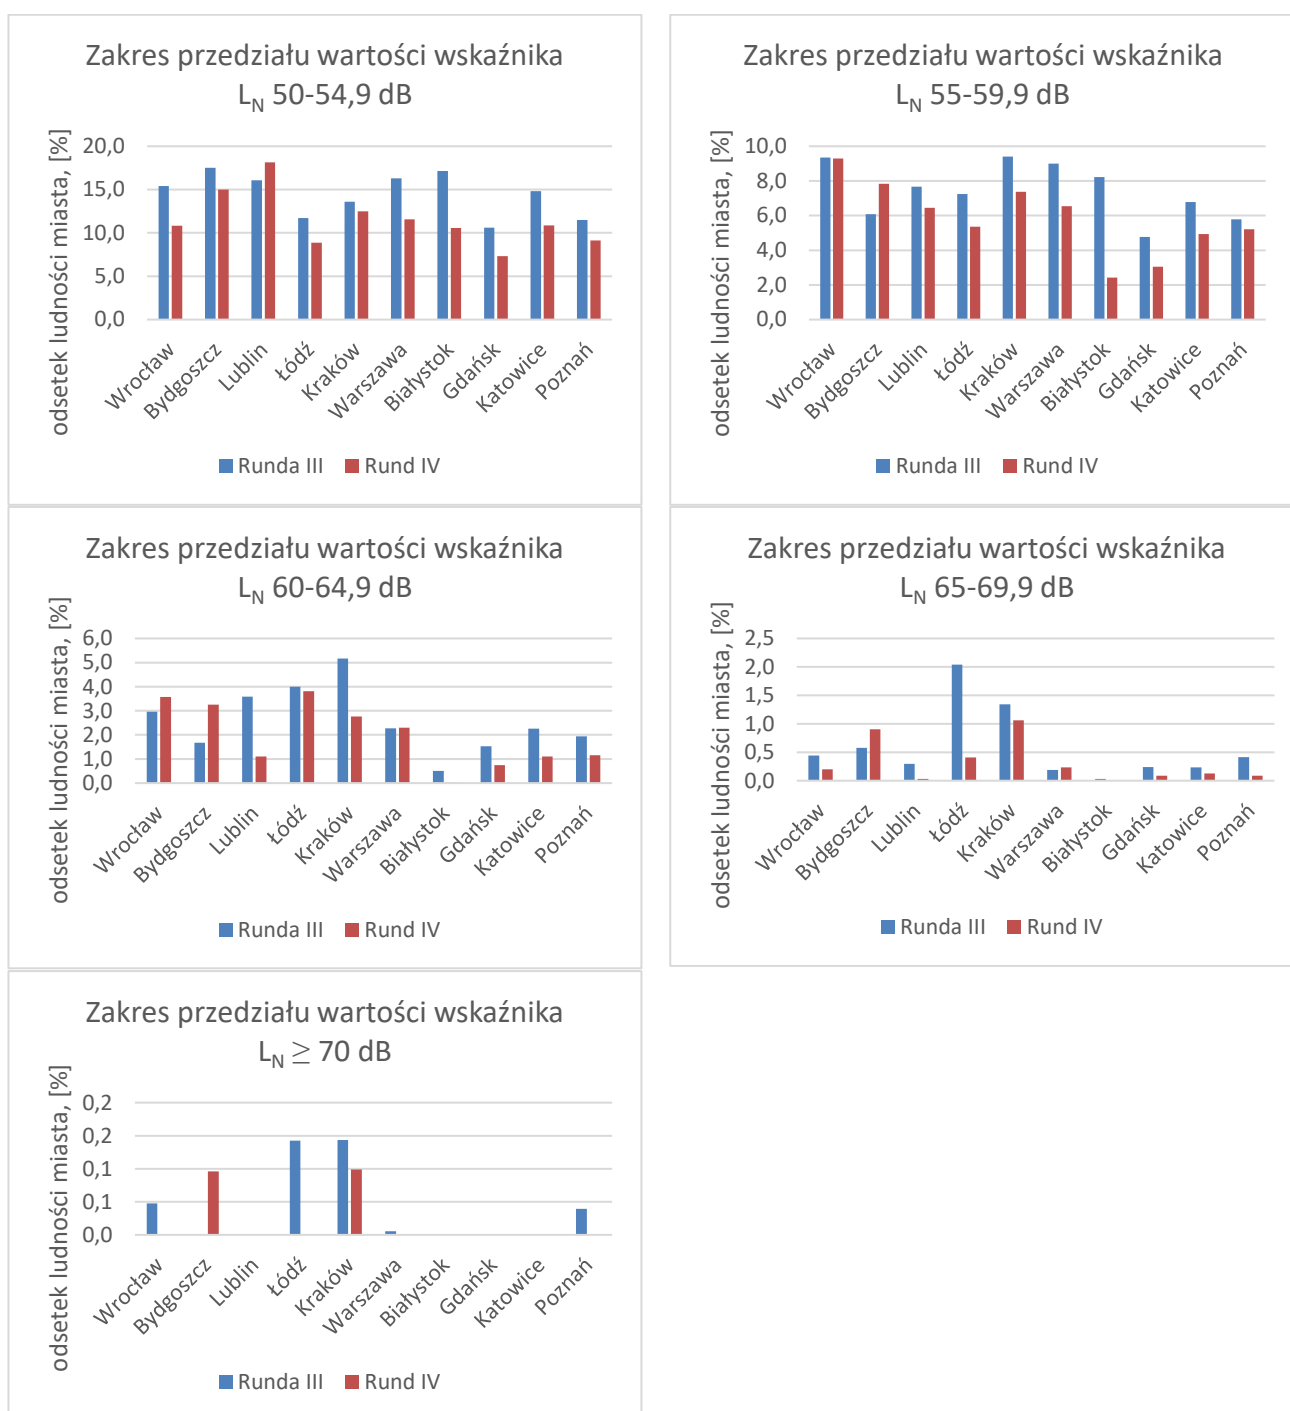 Zakres przedziału wartości wskaźnika
L_N 50-54,9 dB
odsetek ludności miasta, [%]
20,0
15,0
10,0
5,0
0,0
Wrocław
Bydgoszcz
Lublin
Łódź
Kraków
Warszawa
Białystok
Gdańsk
Katowice
Poznań
Runda III Rund IV
Zakres przedziału wartości wskaźnika
L_N 55-59,9 dB
odsetek ludności miasta, [%]
10,0
8,0
6,0
4,0
2,0
0,0
Wrocław
Bydgoszcz
Lublin
Łódź
Kraków
Warszawa
Białystok
Gdańsk
Katowice
Poznań
Runda III Rund IV
Zakres przedziału wartości wskaźnika
L_N 60-64,9 dB
odsetek ludności miasta, [%]
6,0
5,0
4,0
3,0
2,0
1,0
0,0
Wrocław
Bydgoszcz
Lublin
Łódź
Kraków
Warszawa
Białystok
Gdańsk
Katowice
Poznań
Runda III Rund IV
Zakres przedziału wartości wskaźnika
L_N 65-69,9 dB
odsetek ludności miasta, [%]
2,5
2,0
1,5
1,0
0,5
0,0
Wrocław
Bydgoszcz
Lublin
Łódź
Kraków
Warszawa
Białystok
Gdańsk
Katowice
Poznań
Runda III Rund IV
Zakres przedziału wartości wskaźnika
L_N ≥ 70 dB
odsetek ludności miasta, [%]
0,2
0,2
0,1
0,1
0,0
Wrocław
Bydgoszcz
Lublin
Łódź
Kraków
Warszawa
Białystok
Gdańsk
Katowice
Poznań
Runda III Rund IV